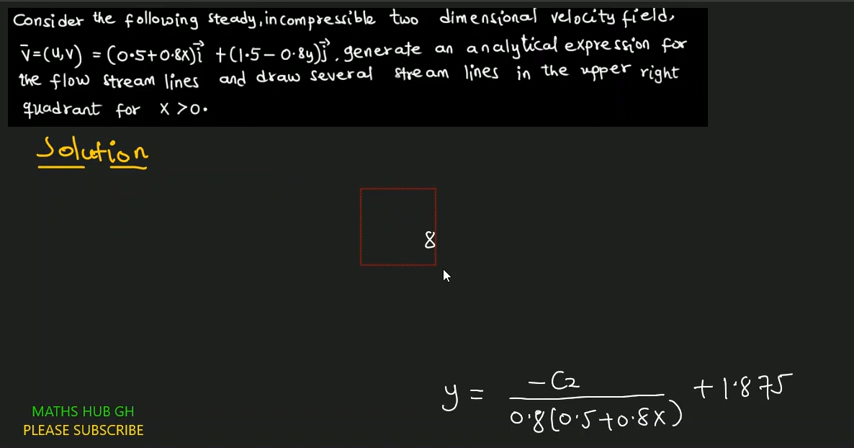 Consider the following steady, incompressible two dimensional velocity field,
V̄=(u,v) = (0.5+0.8x)i⃗ +(1.5-0.8y)j⃗, generate an analytical expression for
the flow stream lines and draw several stream lines in the upper right
quadrant for x >0.
Solution
8
y = -C₂ / 0.8(0.5+0.8x) + 1.875
MATHS HUB GH
PLEASE SUBSCRIBE